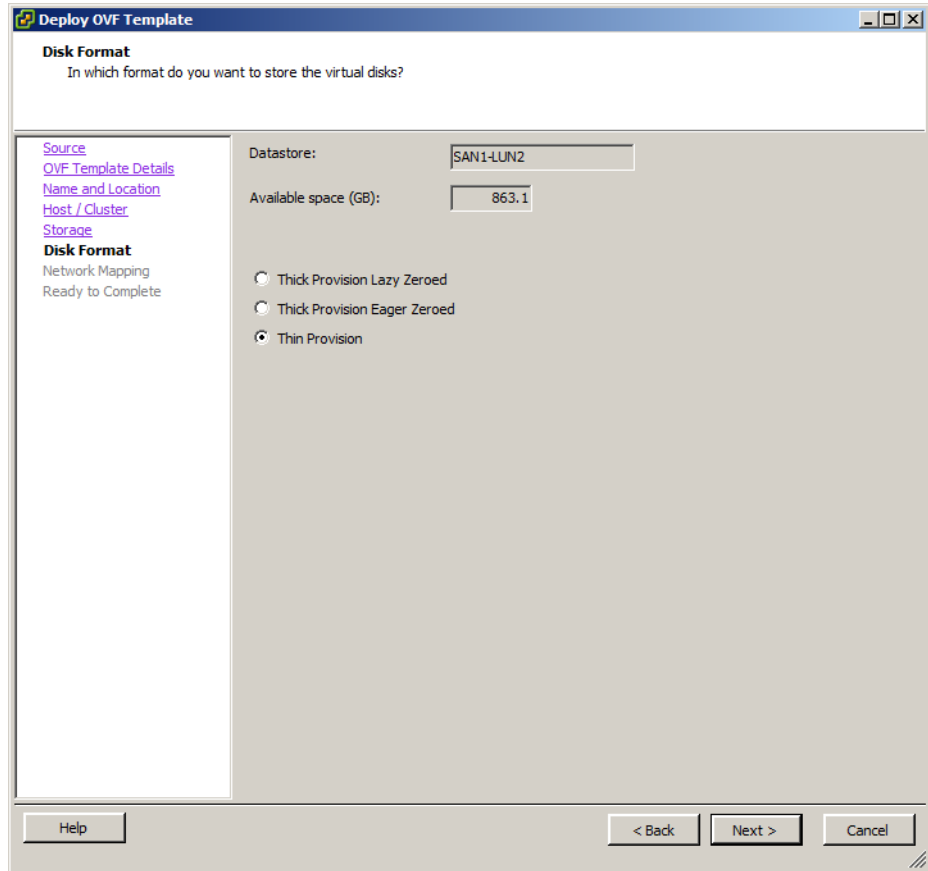 Deploy OVF Template
Disk Format
In which format do you want to store the virtual disks?
Source
OVF Template Details
Name and Location
Host / Cluster
Storage
Disk Format
Network Mapping
Ready to Complete
Datastore: SAN1-LUN2
Available space (GB): 863.1
Thick Provision Lazy Zeroed
Thick Provision Eager Zeroed
Thin Provision
Help < Back Next > Cancel